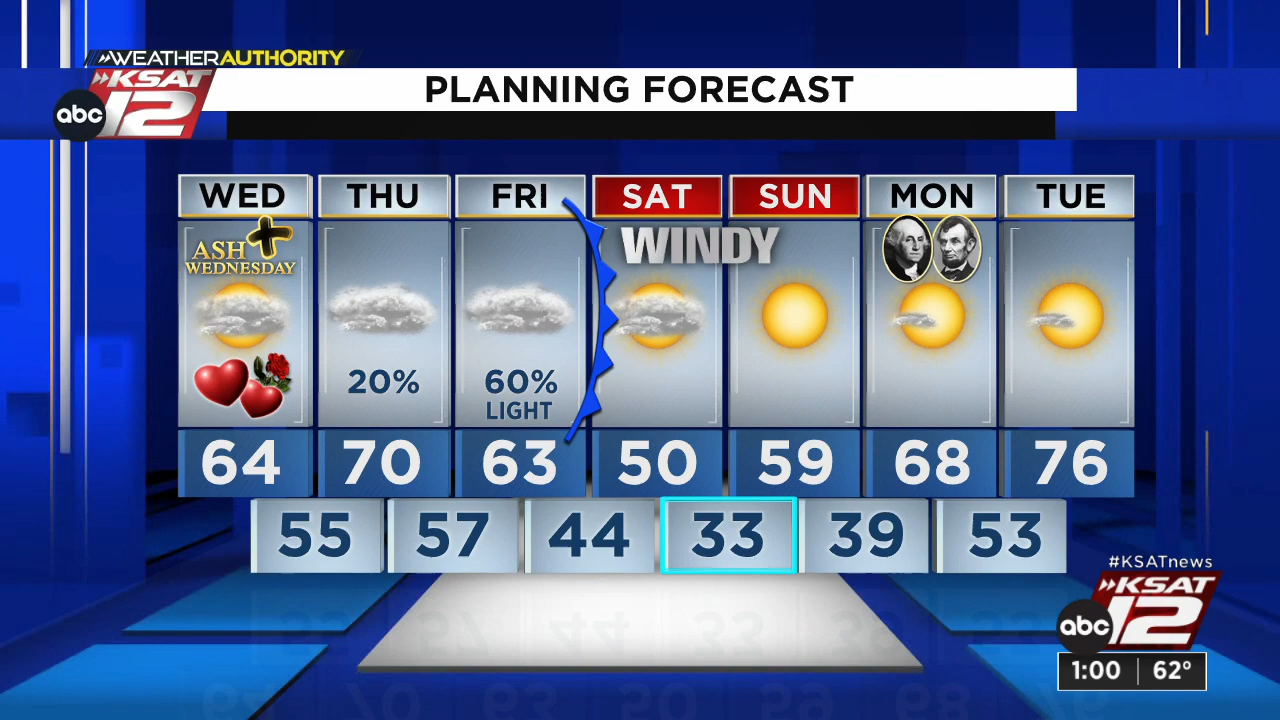 WEATHERAUTHORITY
KSAT
abc 12
PLANNING FORECAST
WED THU FRI SAT SUN MON TUE
ASH
WEDNESDAY
WINDY
20% 60%
LIGHT
64 70 63 50 59 68 76
55 57 44 33 39 53
#KSATnews
KSAT
abc 12
1:00 62°